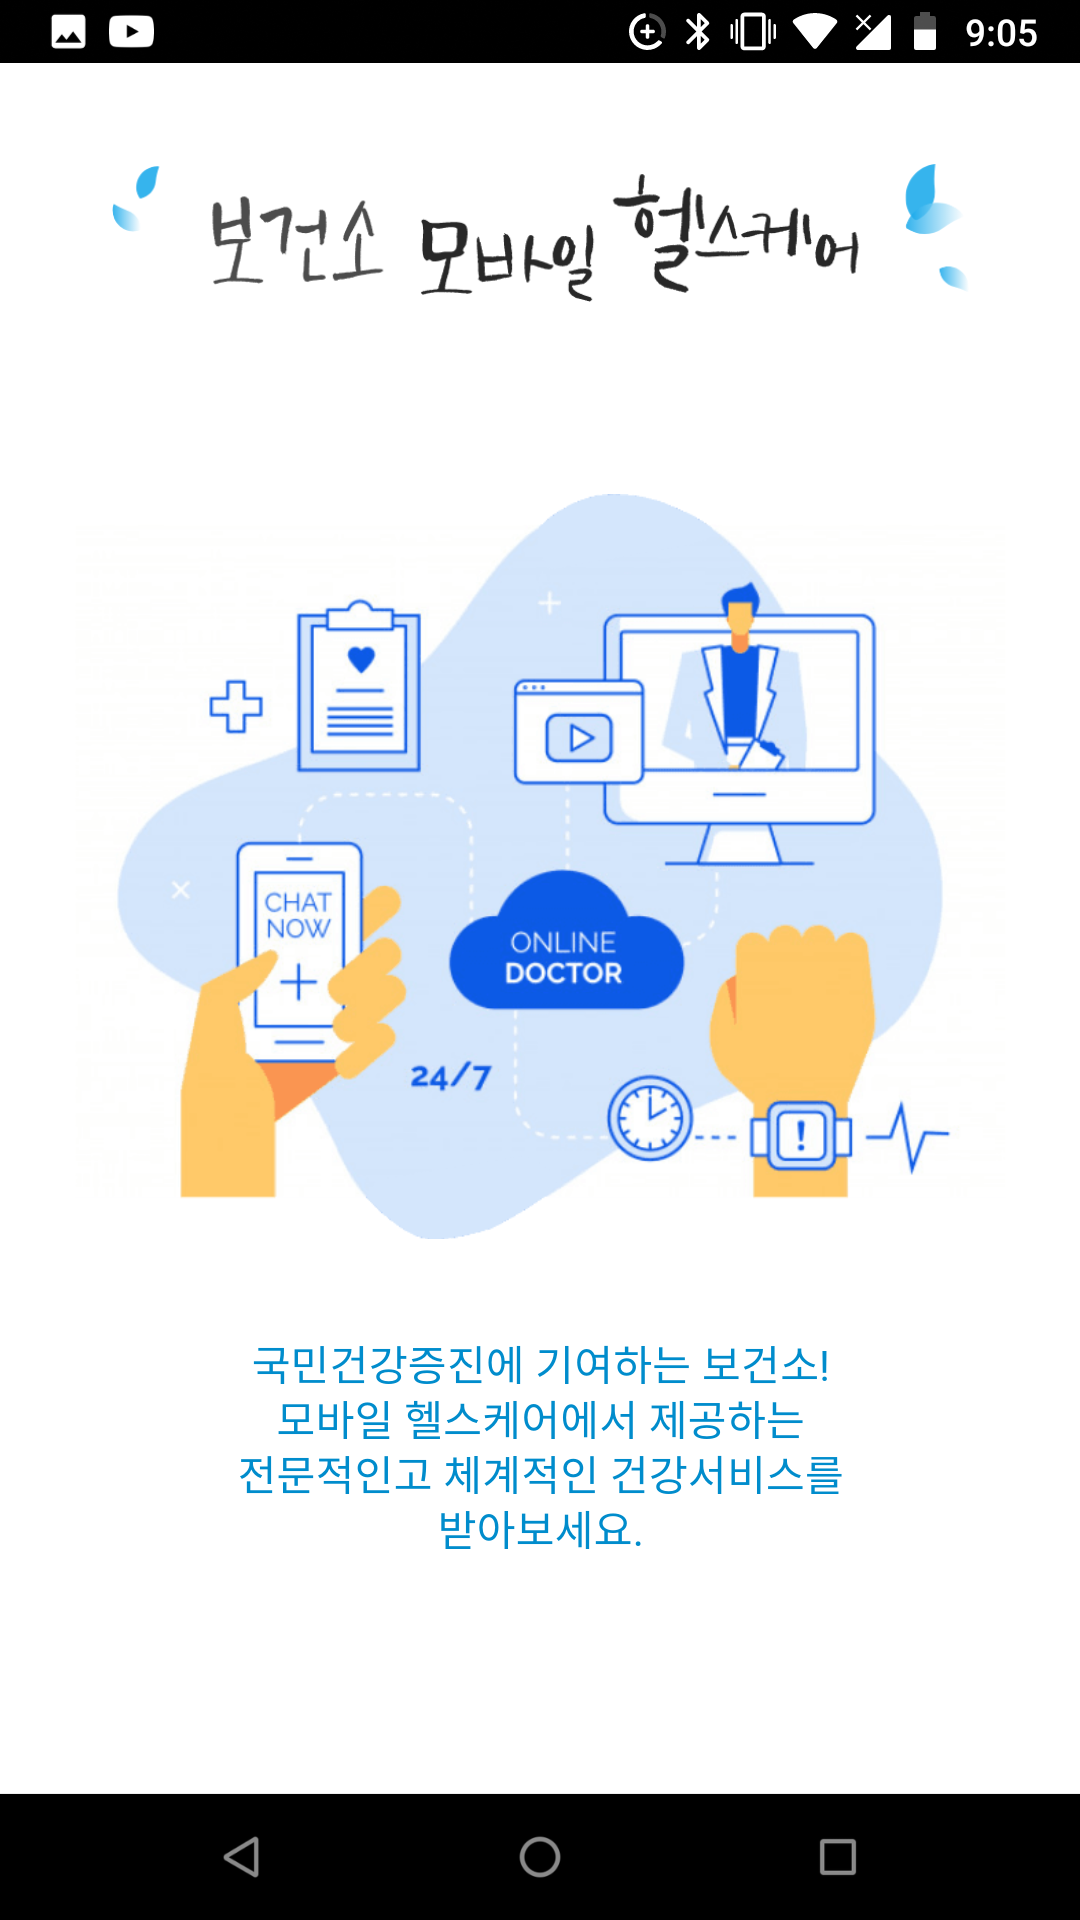 9:05
보건소 모바일 헬스케어
CHAT
NOW
ONLINE
DOCTOR
24/7
국민건강증진에 기여하는 보건소!
모바일 헬스케어에서 제공하는
전문적인고 체계적인 건강서비스를
받아보세요.